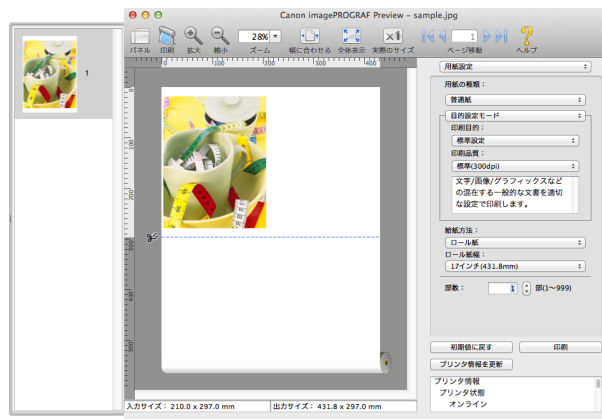 Canon imagePROGRAF Preview – sample.jpg
パネル 印刷 拡大 縮小 ズーム 幅に合わせる 全体表示 実際のサイズ ページ移動 ヘルプ
28%
×1
1
1
0 100 200 300 400
0
100
200
300
400
500
用紙設定
用紙の種類：
普通紙
目的設定モード
印刷目的：
標準設定
印刷品質：
標準(300dpi)
文字/画像/グラフィックスなど
の混在する一般的な文書を適切
な設定で印刷します。
給紙方法：
ロール紙
ロール紙幅：
17インチ(431.8mm)
部数： 1 部(1〜999)
初期値に戻す 印刷
プリンタ情報を更新
プリンタ情報
プリンタ状態
オンライン
入力サイズ： 210.0 x 297.0 mm 出力サイズ： 431.8 x 297.0 mm